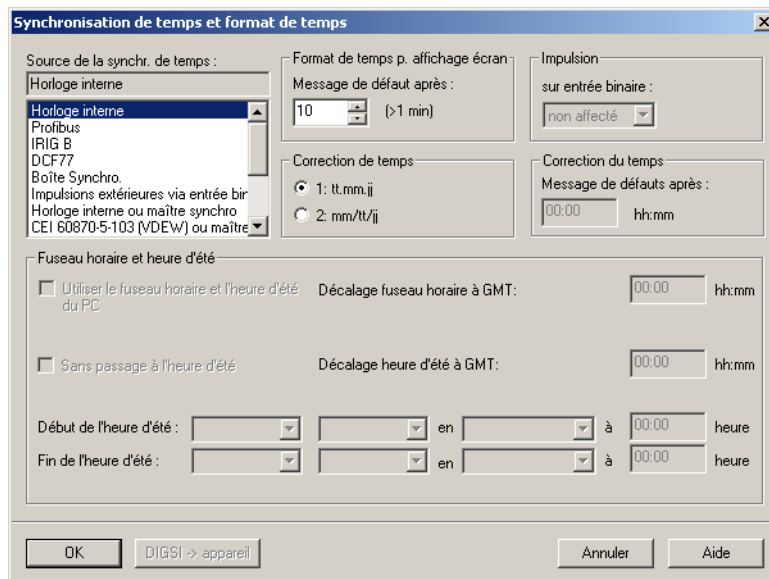 Synchronisation de temps et format de temps
Source de la synchr. de temps :
Horloge interne
Horloge interne
Profibus
IRIG B
DCF77
Boîte Synchro.
Impulsions extérieures via entrée bin
Horloge interne ou maître synchro
CEI 60870-5-103 (VDEW) ou maître
Format de temps p. affichage écran
Message de défaut après :
10 (>1 min)
Impulsion
sur entrée binaire :
non affecté
Correction de temps
1: tt.mm.jj
2: mm/tt/jj
Correction du temps
Message de défauts après :
00:00 hh:mm
Fuseau horaire et heure d'été
Utiliser le fuseau horaire et l'heure d'été
du PC
Décalage fuseau horaire à GMT: 00:00 hh:mm
Sans passage à l'heure d'été
Décalage heure d'été à GMT: 00:00 hh:mm
Début de l'heure d'été : en à 00:00 heure
Fin de l'heure d'été : en à 00:00 heure
OK
DIGSI -> appareil
Annuler
Aide